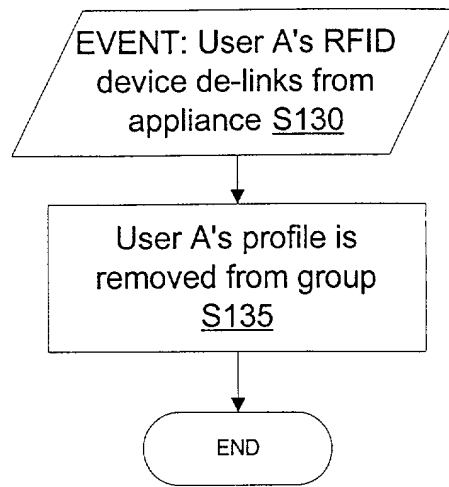 EVENT: User A's RFID
device de-links from
appliance S130
User A's profile is
removed from group
S135
END